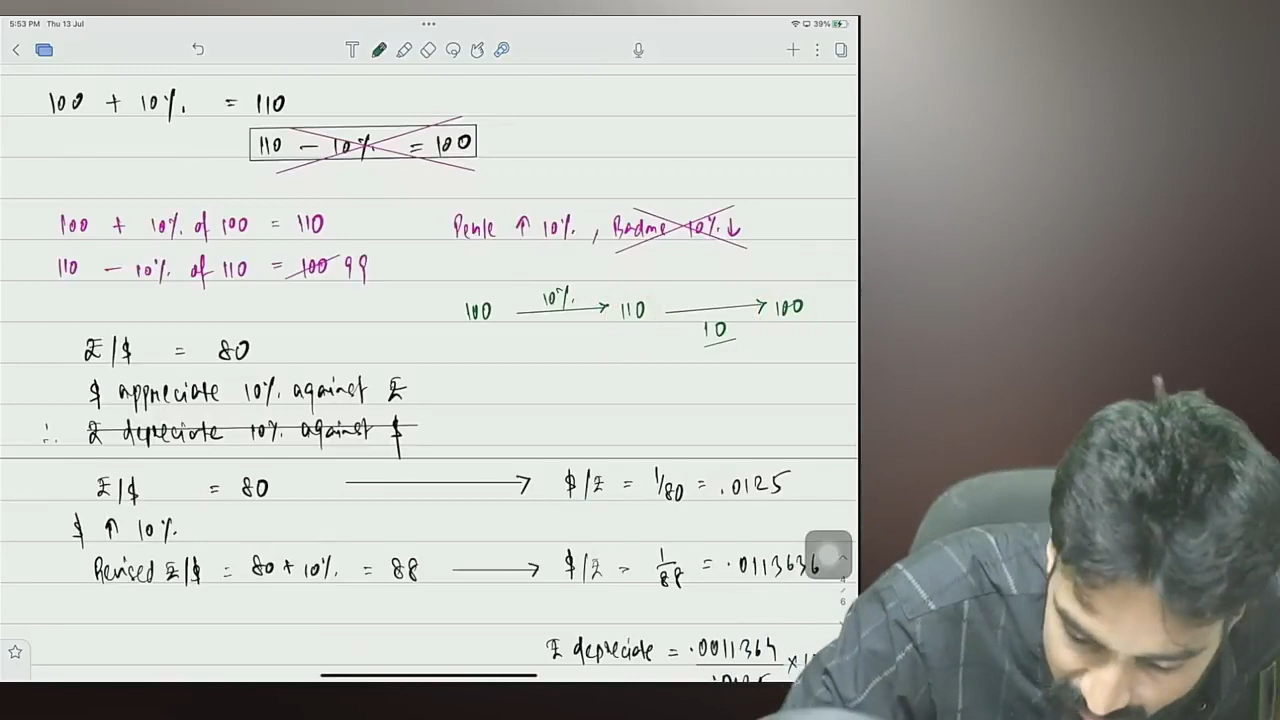 5:53 PM Thu 13 Jul
39%
100 + 10% = 110
110 – 10% = 100
100 + 10% of 100 = 110
Pehle ↑ 10%, Badme 10% ↓
110 – 10% of 110 = 100 99
100 10% → 110 → 100
10
₹/$ = 80
$ appreciate 10% against ₹
∴ ₹ depreciate 10% against $
₹/$ = 80 → $/₹ = 1/80 = .0125
$ ↑ 10%
Revised ₹/$ = 80 + 10% = 88 → $/₹ = 1/88 = .0113636
6
₹ depreciate = .0011364 ×